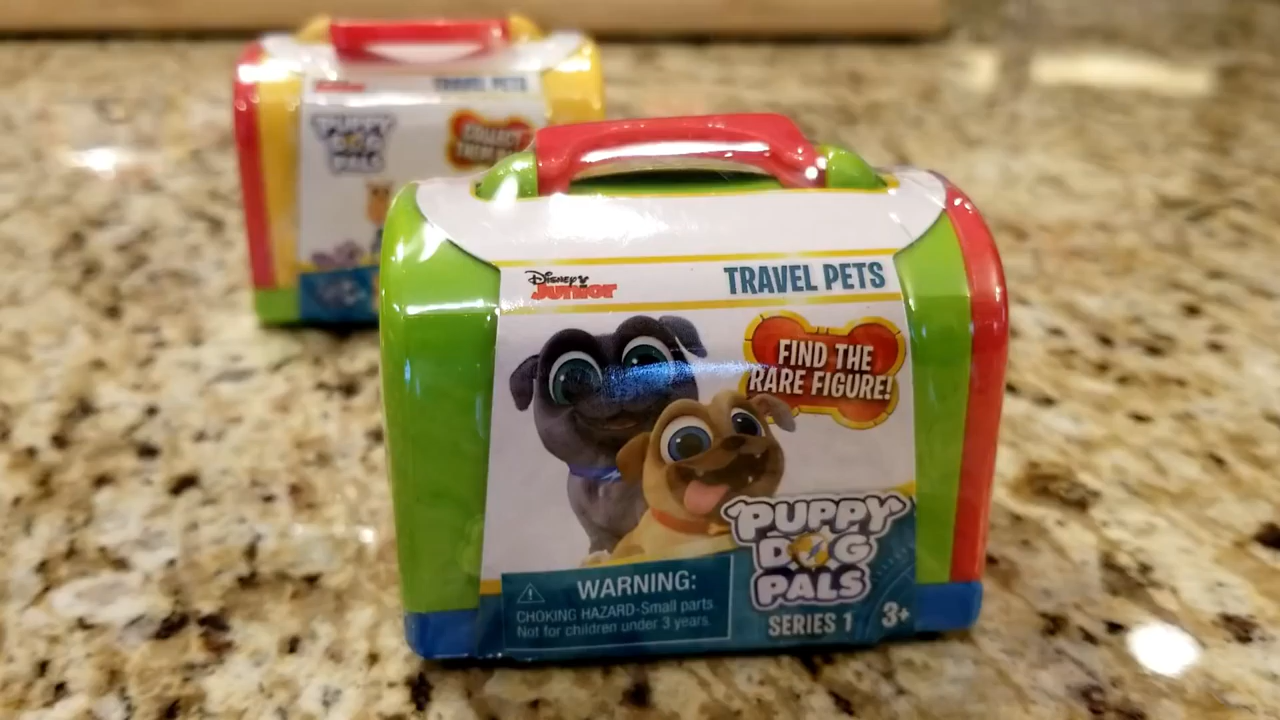 TRAVEL PETS
PUPPY
DOG
PALS
COLLECT
Disney
Junior
TRAVEL PETS
FIND THE
RARE FIGURE!
PUPPY
DOG
PALS
SERIES 1
3+
WARNING:
CHOKING HAZARD-Small parts.
Not for children under 3 years.